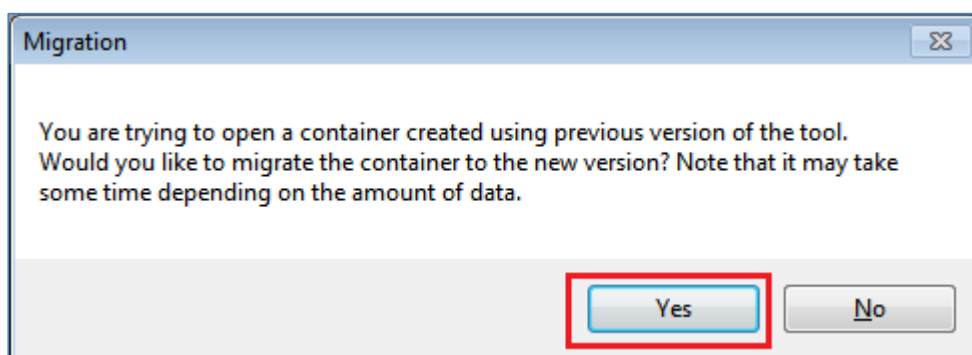 Migration
You are trying to open a container created using previous version of the tool.
Would you like to migrate the container to the new version? Note that it may take
some time depending on the amount of data.
Yes
No